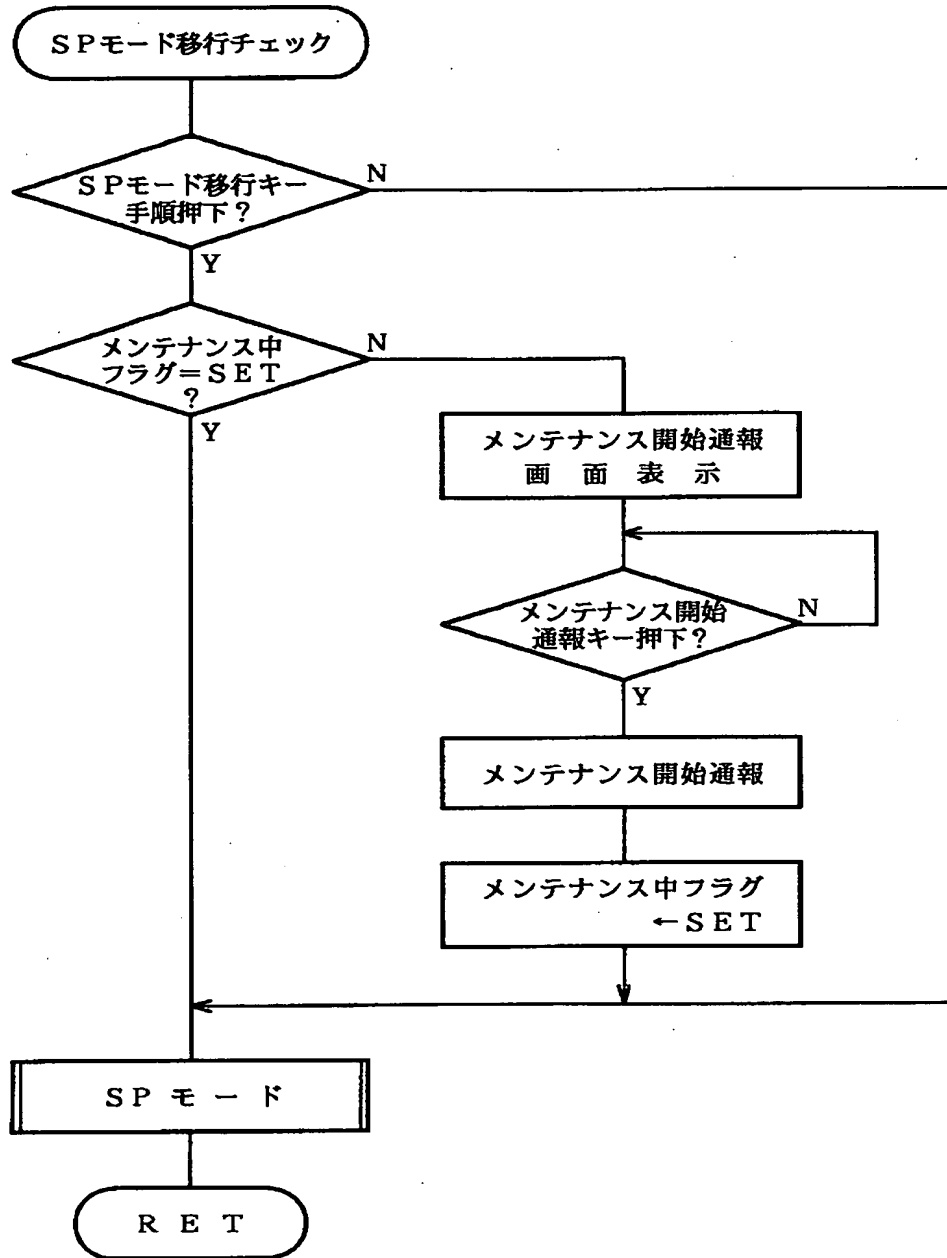 SPモード移行チェック
SPモード移行キー
手順押下?
N
Y
メンテナンス中
フラグ=SET
?
N
Y
メンテナンス開始通報
画面表示
メンテナンス開始
通報キー押下?
N
Y
メンテナンス開始通報
メンテナンス中フラグ
←SET
SPモード
RET